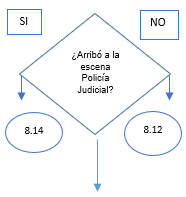 SI
NO
¿Arribó a la
escena
Policía
Judicial?
8.14
8.12